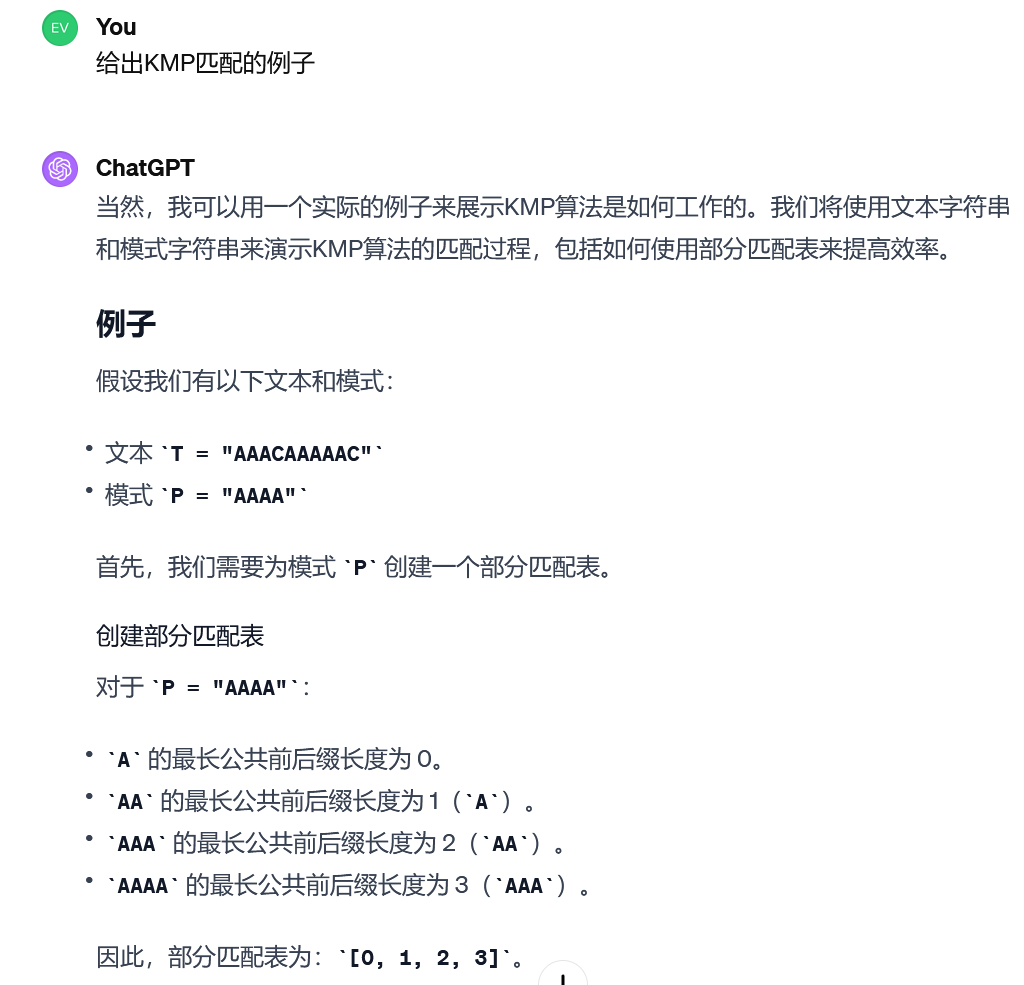 EV
You
给出KMP匹配的例子
ChatGPT
当然，我可以用一个实际的例子来展示KMP算法是如何工作的。我们将使用文本字符串
和模式字符串来演示KMP算法的匹配过程，包括如何使用部分匹配表来提高效率。
例子
假设我们有以下文本和模式：
• 文本 `T = "AAACAAAAAC"`
• 模式 `P = "AAAA"`
首先，我们需要为模式 `P` 创建一个部分匹配表。
创建部分匹配表
对于 `P = "AAAA"`：
• `A` 的最长公共前后缀长度为 0。
• `AA` 的最长公共前后缀长度为 1（`A`）。
• `AAA` 的最长公共前后缀长度为 2（`AA`）。
• `AAAA` 的最长公共前后缀长度为 3（`AAA`）。
因此，部分匹配表为：`[0, 1, 2, 3]`。